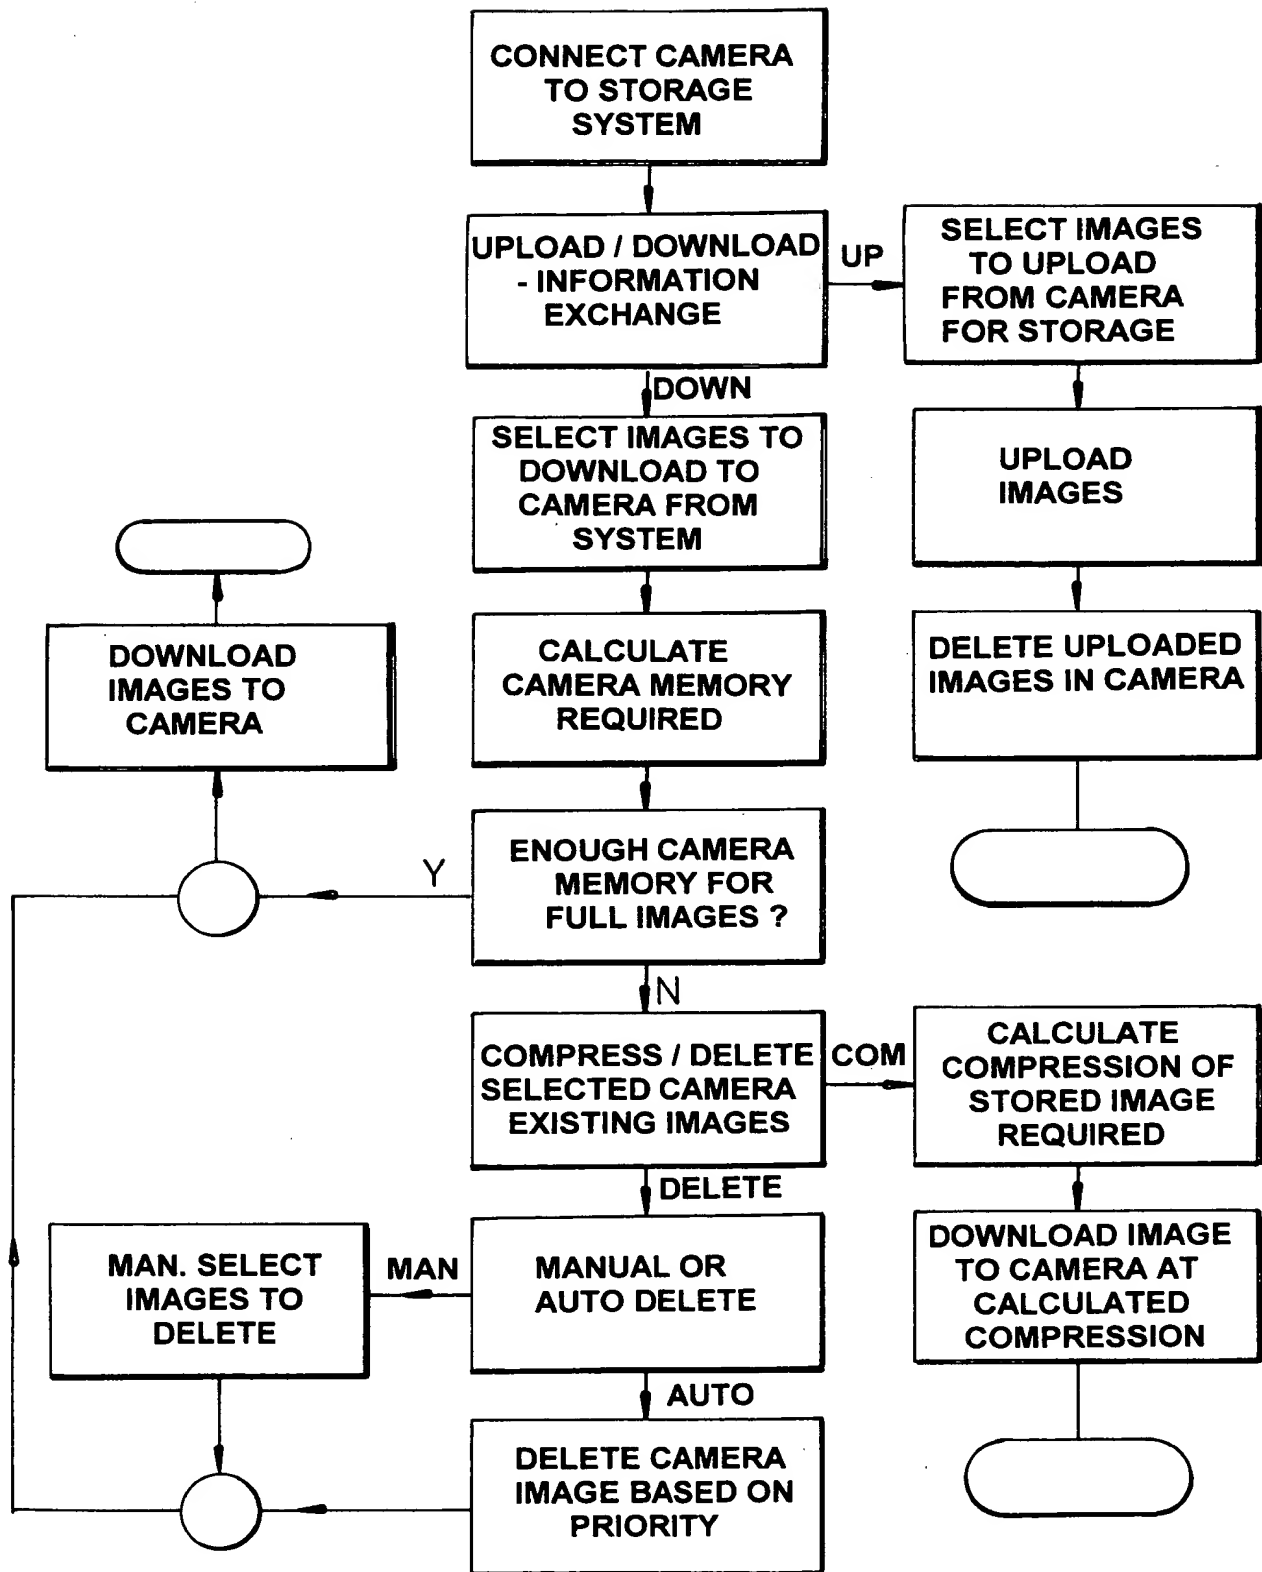 CONNECT CAMERA
TO STORAGE
SYSTEM
UPLOAD / DOWNLOAD
- INFORMATION
EXCHANGE
UP
SELECT IMAGES
TO UPLOAD
FROM CAMERA
FOR STORAGE
DOWN
SELECT IMAGES TO
DOWNLOAD TO
CAMERA FROM
SYSTEM
UPLOAD
IMAGES
DOWNLOAD
IMAGES TO
CAMERA
CALCULATE
CAMERA MEMORY
REQUIRED
DELETE UPLOADED
IMAGES IN CAMERA
Y
ENOUGH CAMERA
MEMORY FOR
FULL IMAGES ?
N
COMPRESS / DELETE
SELECTED CAMERA
EXISTING IMAGES
COM
CALCULATE
COMPRESSION OF
STORED IMAGE
REQUIRED
DELETE
MAN. SELECT
IMAGES TO
DELETE
MAN
MANUAL OR
AUTO DELETE
DOWNLOAD IMAGE
TO CAMERA AT
CALCULATED
COMPRESSION
AUTO
DELETE CAMERA
IMAGE BASED ON
PRIORITY